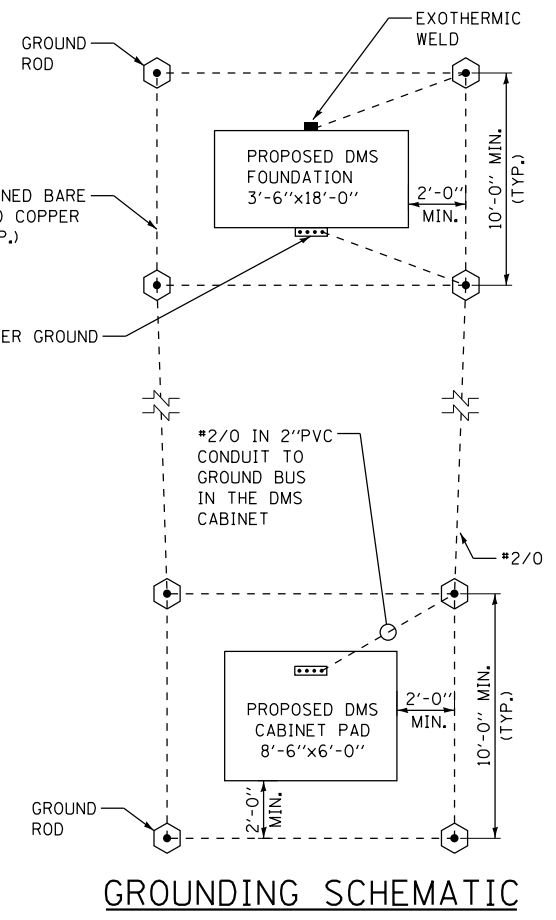 EXOTHERMIC
WELD
GROUND
ROD
PROPOSED DMS
FOUNDATION
3'-6"x18'-0"
2'-0"
MIN.
10'-0" MIN.
(TYP.)
BARE
COPPER
GROUND
#2/0 IN 2"PVC
CONDUIT TO
GROUND BUS
IN THE DMS
CABINET
#2/0
PROPOSED DMS
CABINET PAD
8'-6"x6'-0"
2'-0"
MIN.
10'-0" MIN.
(TYP.)
2'-0"
MIN.
GROUND
ROD
GROUNDING SCHEMATIC